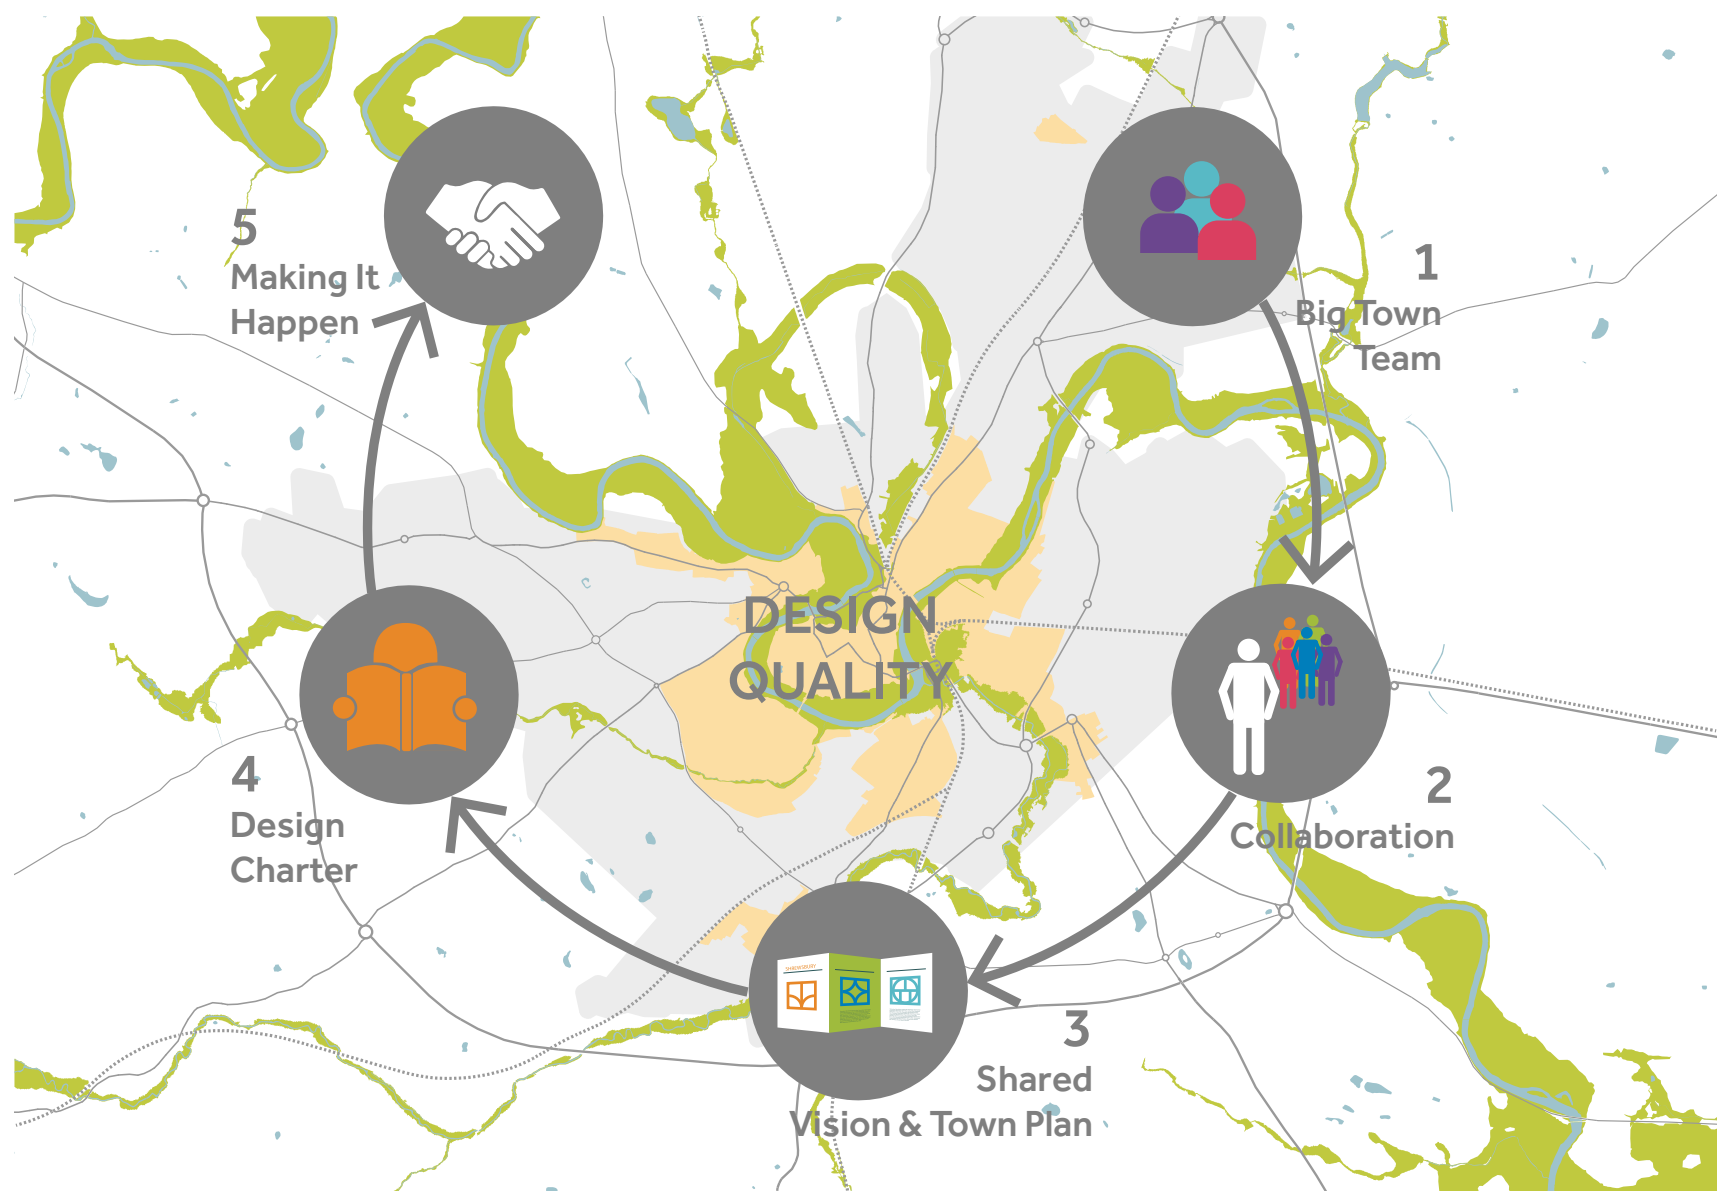 1
Big Town
Team
2
Collaboration
3
Shared
Vision & Town Plan
4
Design
Charter
5
Making It
Happen
DESIGN
QUALITY
SHREWSBURY